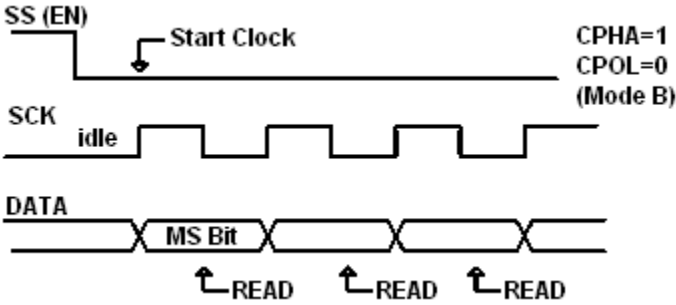 SS (EN)
Start Clock
CPHA=1
CPOL=0
(Mode B)
SCK
idle
DATA
MS Bit
READ
READ
READ